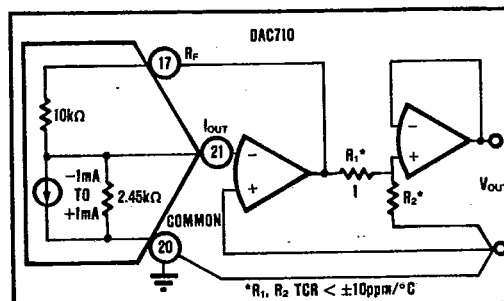 DAC710
17
RF
10kΩ
IOUT
21
−1mA
TO
+1mA
2.45kΩ
COMMON
20
R1*
1
R2*
VOUT
*R1, R2 TCR < ±10ppm/°C